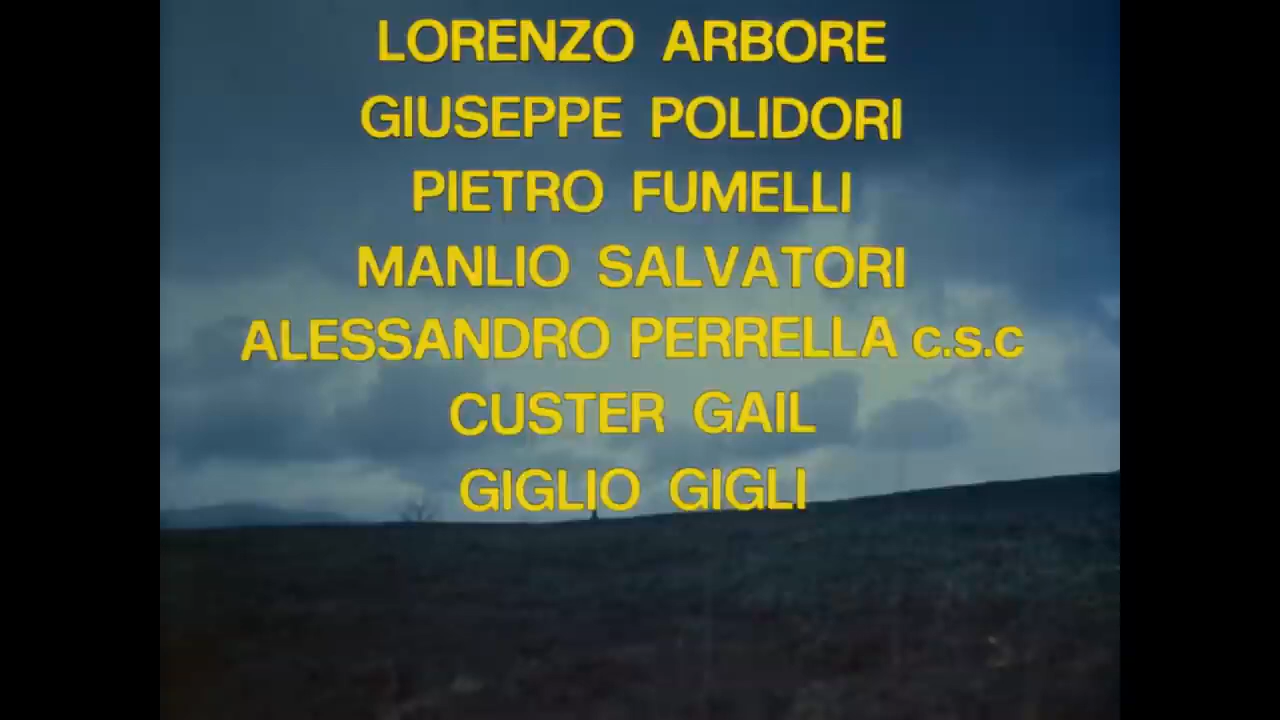 LORENZO ARBORE
GIUSEPPE POLIDORI
PIETRO FUMELLI
MANLIO SALVATORI
ALESSANDRO PERRELLA c.s.c
CUSTER GAIL
GIGLIO GIGLI